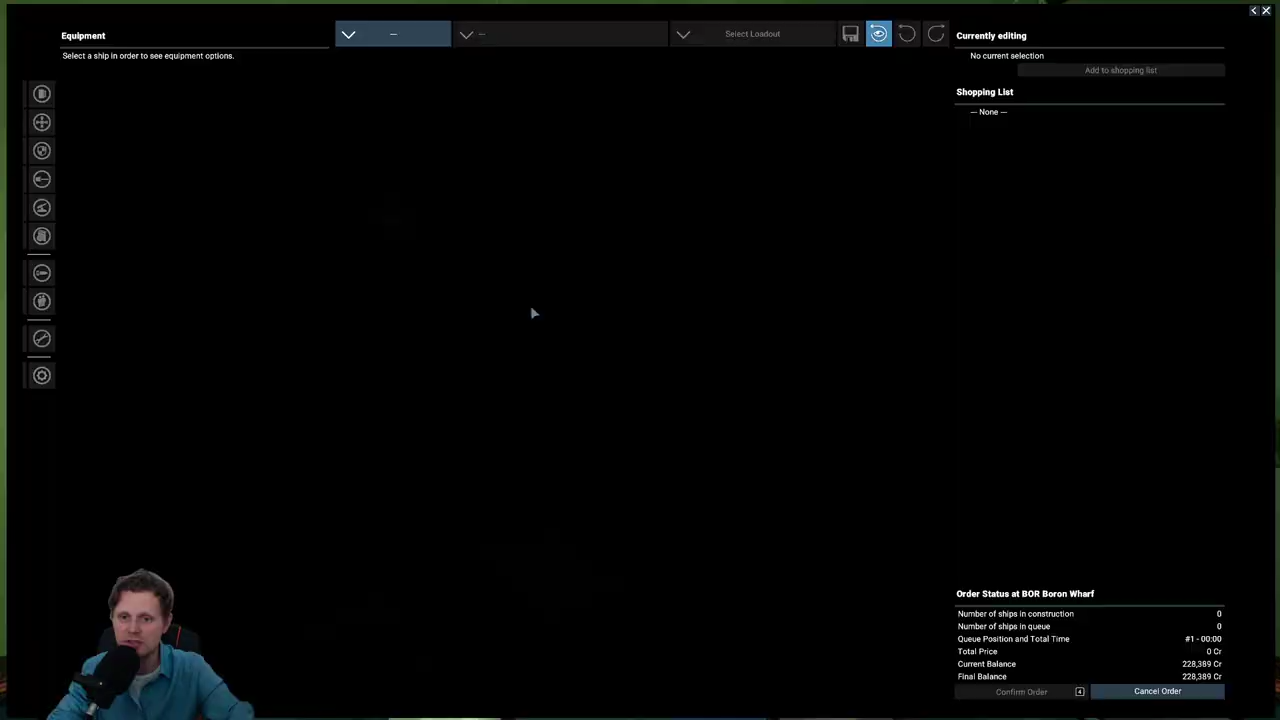 Equipment
Select a ship in order to see equipment options.
—
--
Select Loadout
Currently editing
No current selection
Add to shopping list
Shopping List
— None —
Order Status at BOR Boron Wharf
Number of ships in construction 0
Number of ships in queue 0
Queue Position and Total Time #1 - 00:00
Total Price 0 Cr
Current Balance 228,389 Cr
Final Balance 228,389 Cr
Confirm Order 4
Cancel Order